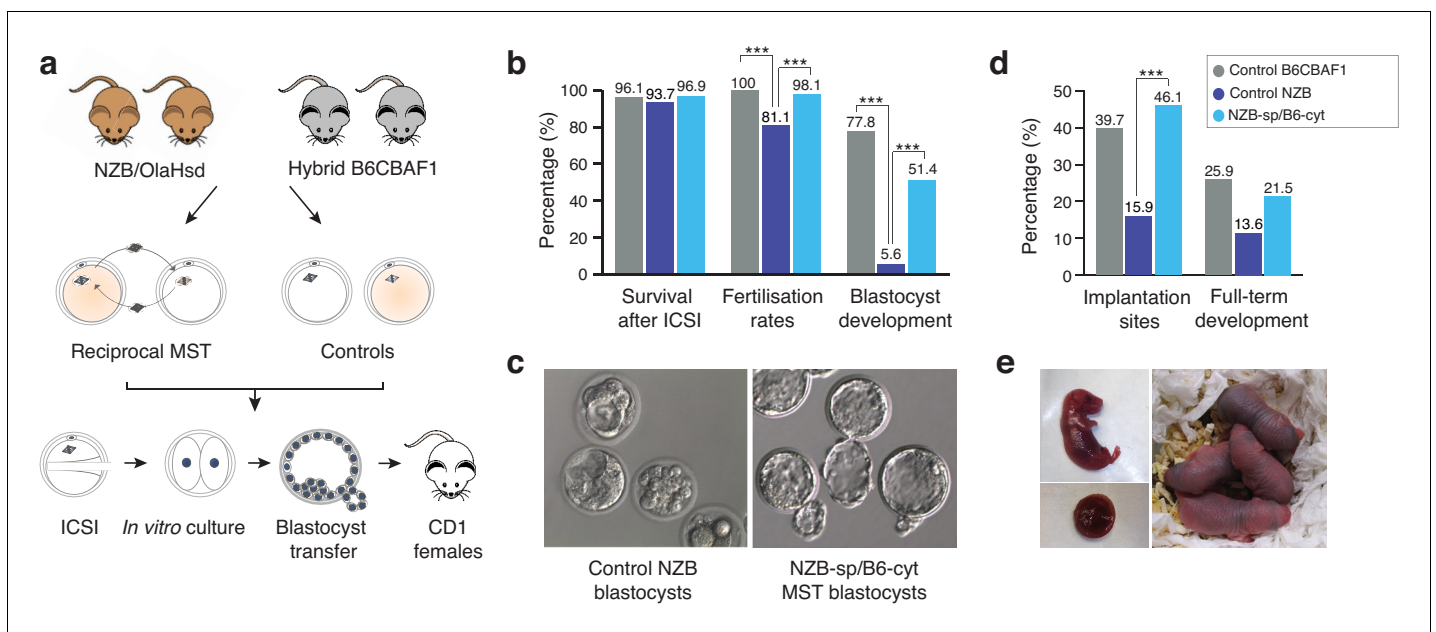 a
NZB/OlaHsd
Hybrid B6CBAF1
Reciprocal MST
Controls
ICSI
In vitro culture
Blastocyst
transfer
CD1
females
b
Percentage (%)
100
80
60
40
20
0
96.1
93.7
96.9
100
81.1
98.1
77.8
5.6
51.4
***
***
***
***
Survival
after ICSI
Fertilisation
rates
Blastocyst
development
c
Control NZB
blastocysts
NZB-sp/B6-cyt
MST blastocysts
d
Control B6CBAF1
Control NZB
NZB-sp/B6-cyt
Percentage (%)
50
40
30
20
10
0
39.7
15.9
46.1
***
25.9
13.6
21.5
Implantation
sites
Full-term
development
e